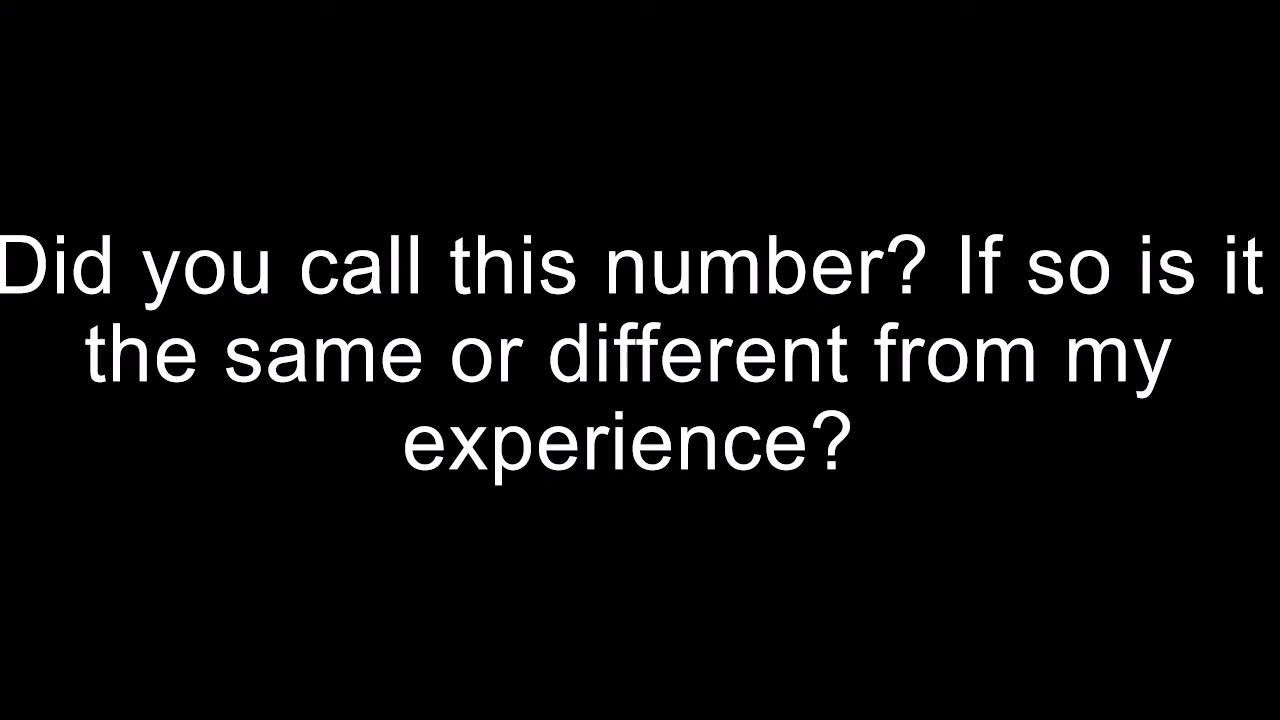 Did you call this number? If so is it
the same or different from my
experience?